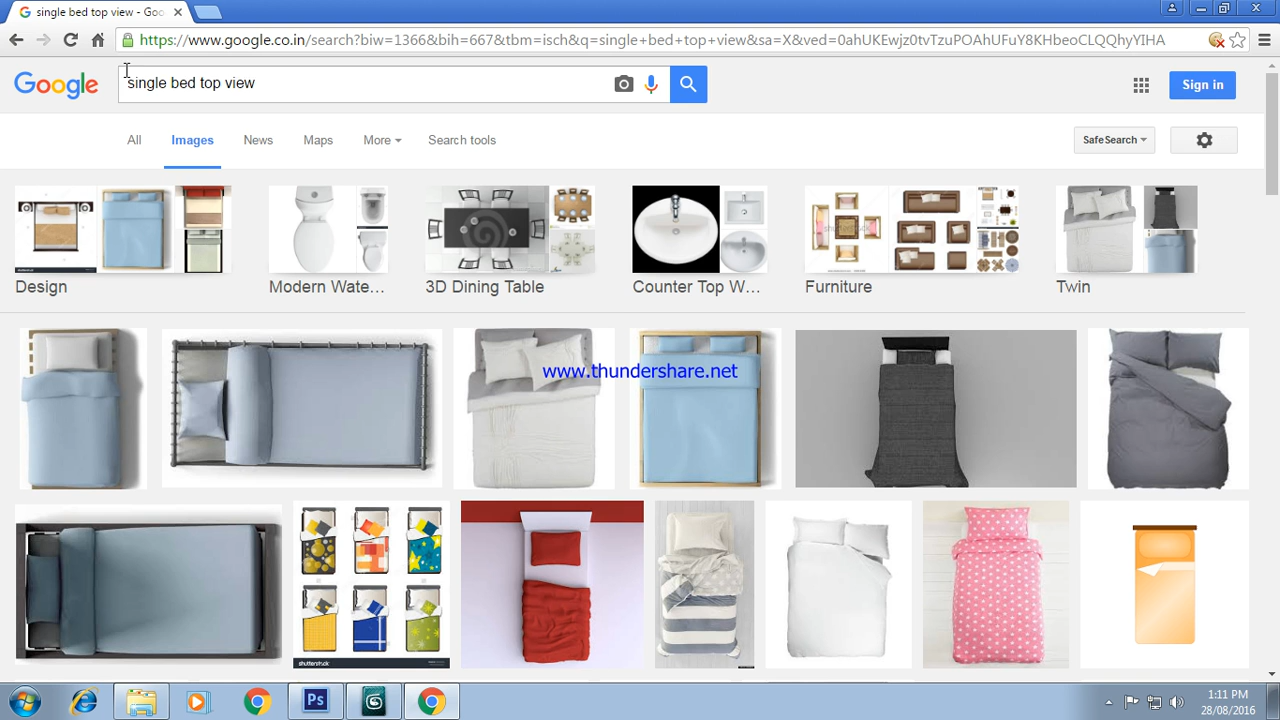 single bed top view - Goo
https://www.google.co.in/search?biw=1366&bih=667&tbm=isch&q=single+bed+top+view&sa=X&ved=0ahUKEwjz0tvTzuPOAhUFuY8KHbeoCLQQhyYIHA
Google
single bed top view
Sign in
All Images News Maps More Search tools
SafeSearch
Design Modern Wate... 3D Dining Table Counter Top W... Furniture Twin
www.thundershare.net
shutterstock
Ps
1:11 PM
28/08/2016